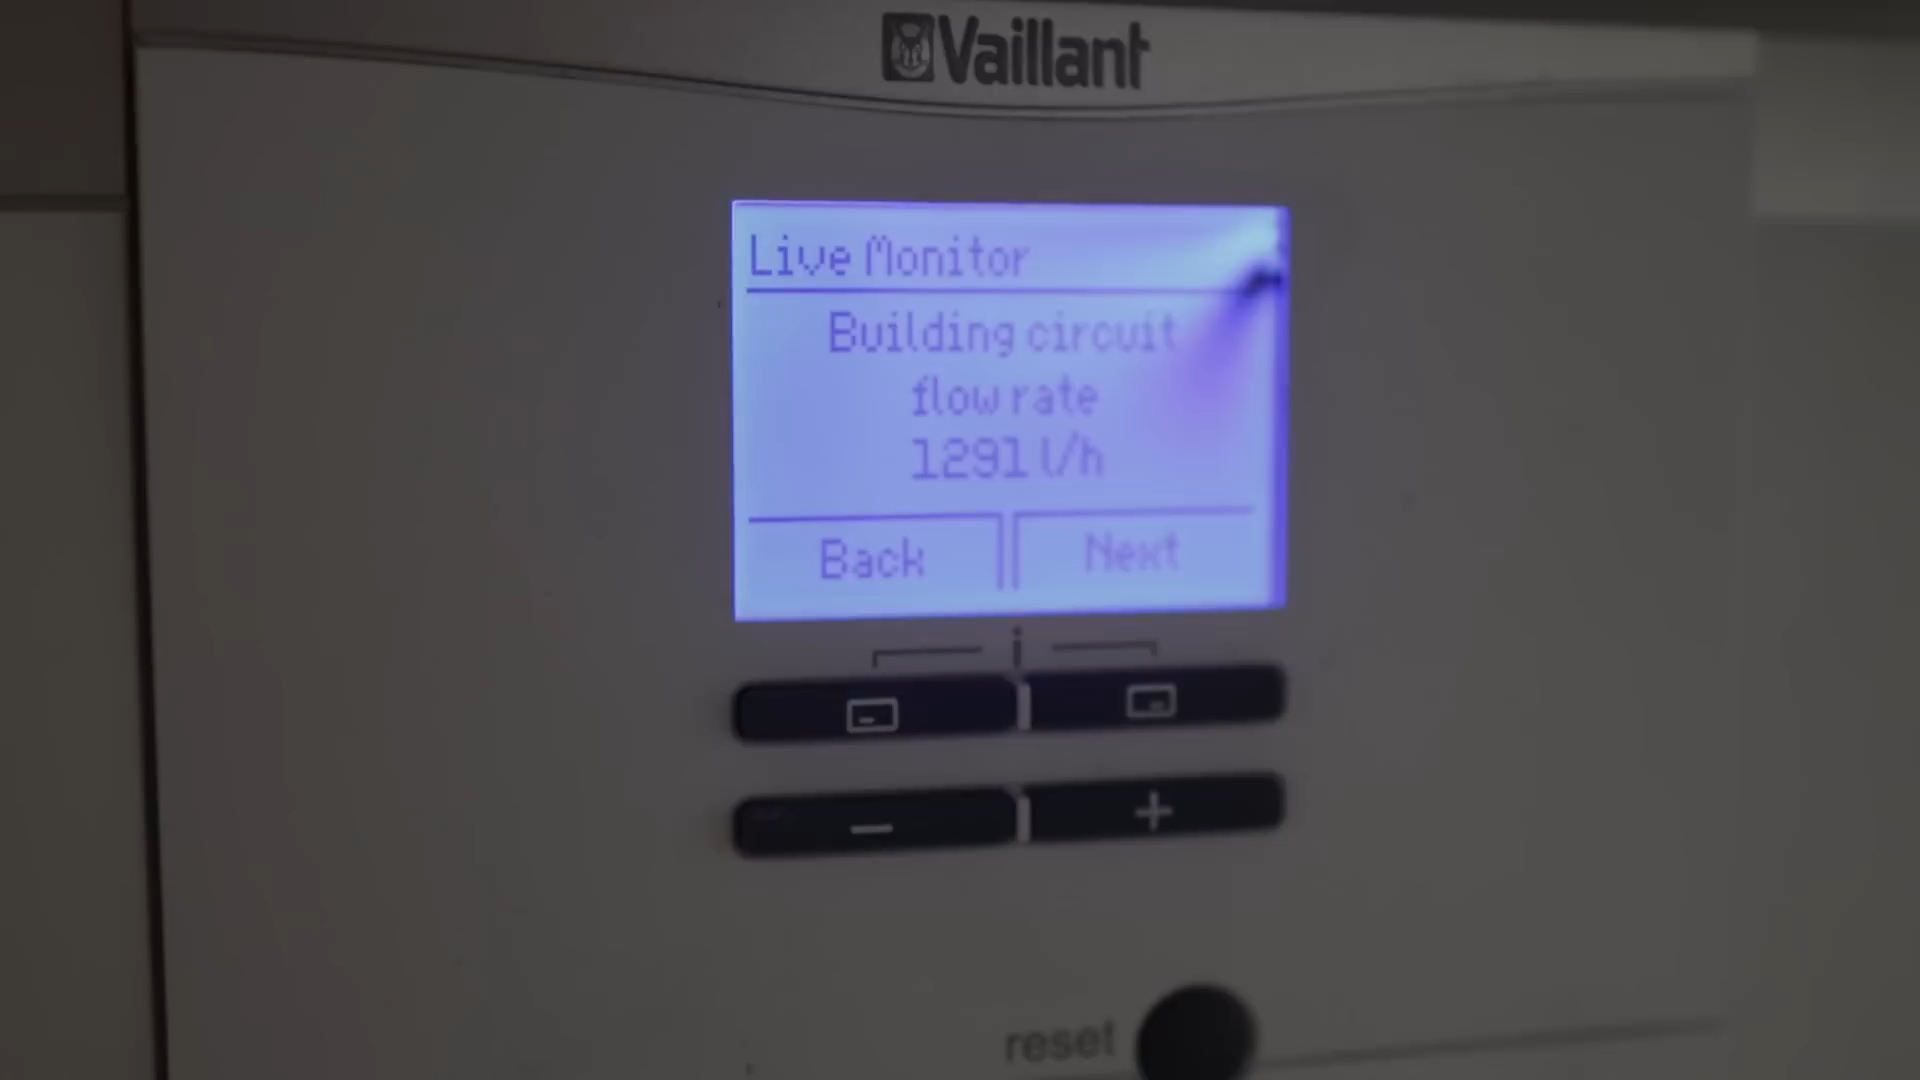 Vaillant
Live Monitor
Building circuit
flow rate
1291 l/h
Back Next
i
− +
reset